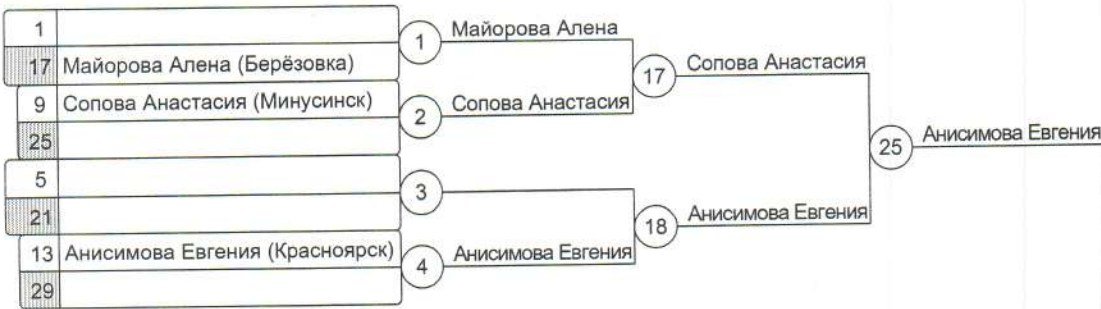 1
17 Майорова Алена (Берёзовка)
1 Майорова Алена
17 Сопова Анастасия
9 Сопова Анастасия (Минусинск)
25
2 Сопова Анастасия
25 Анисимова Евгения
5
21
3
18 Анисимова Евгения
13 Анисимова Евгения (Красноярск)
29
4 Анисимова Евгения